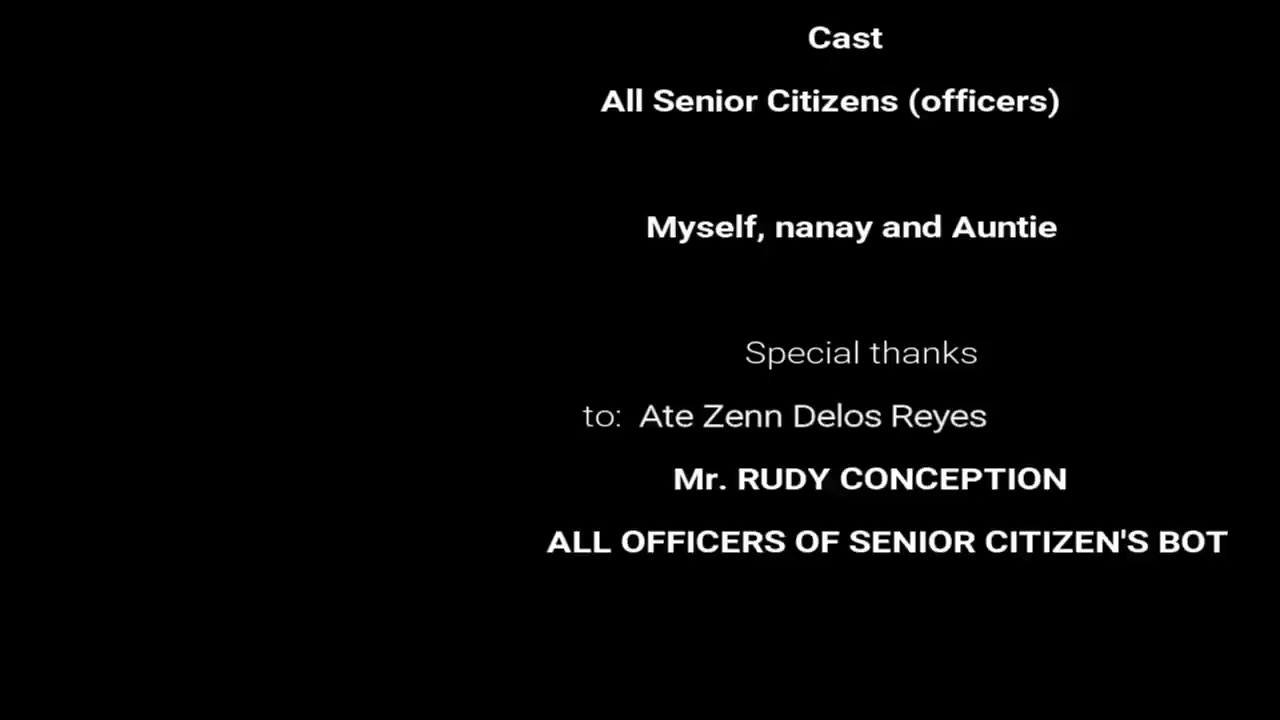 Cast
All Senior Citizens (officers)
Myself, nanay and Auntie
Special thanks
to: Ate Zenn Delos Reyes
Mr. RUDY CONCEPTION
ALL OFFICERS OF SENIOR CITIZEN'S BOT